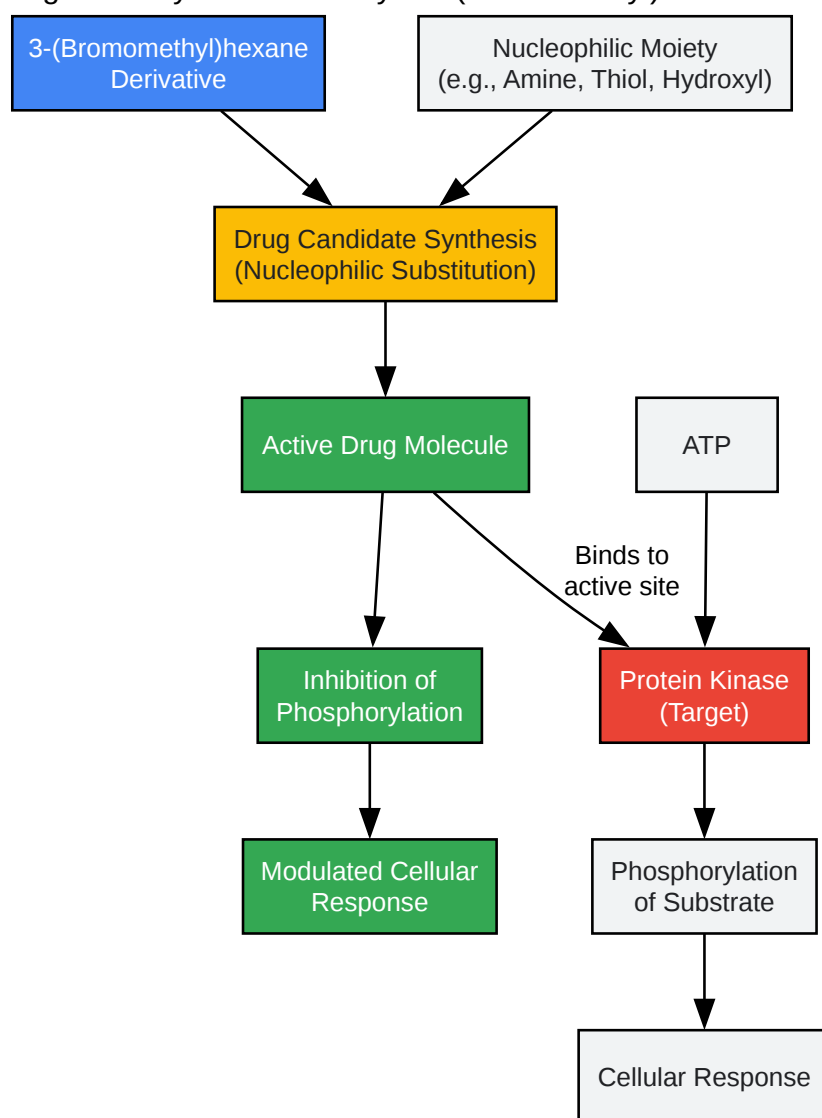 3-(Bromomethyl)hexane
Derivative
Nucleophilic Moiety
(e.g., Amine, Thiol, Hydroxyl)
Drug Candidate Synthesis
(Nucleophilic Substitution)
Active Drug Molecule
ATP
Binds to
active site
Inhibition of
Phosphorylation
Protein Kinase
(Target)
Modulated Cellular
Response
Phosphorylation
of Substrate
Cellular Response